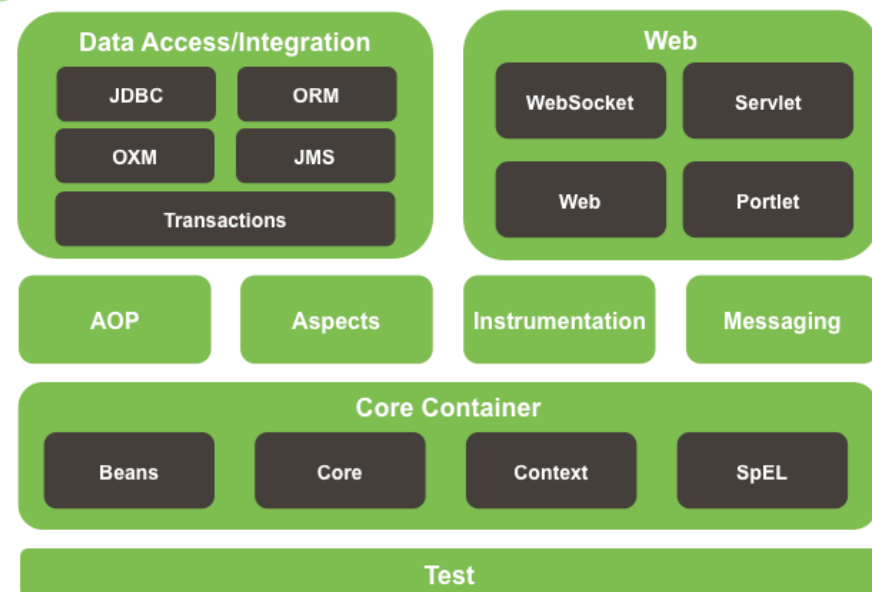 Data Access/Integration
JDBC
ORM
OXM
JMS
Transactions
Web
WebSocket
Servlet
Web
Portlet
AOP
Aspects
Instrumentation
Messaging
Core Container
Beans
Core
Context
SpEL
Test